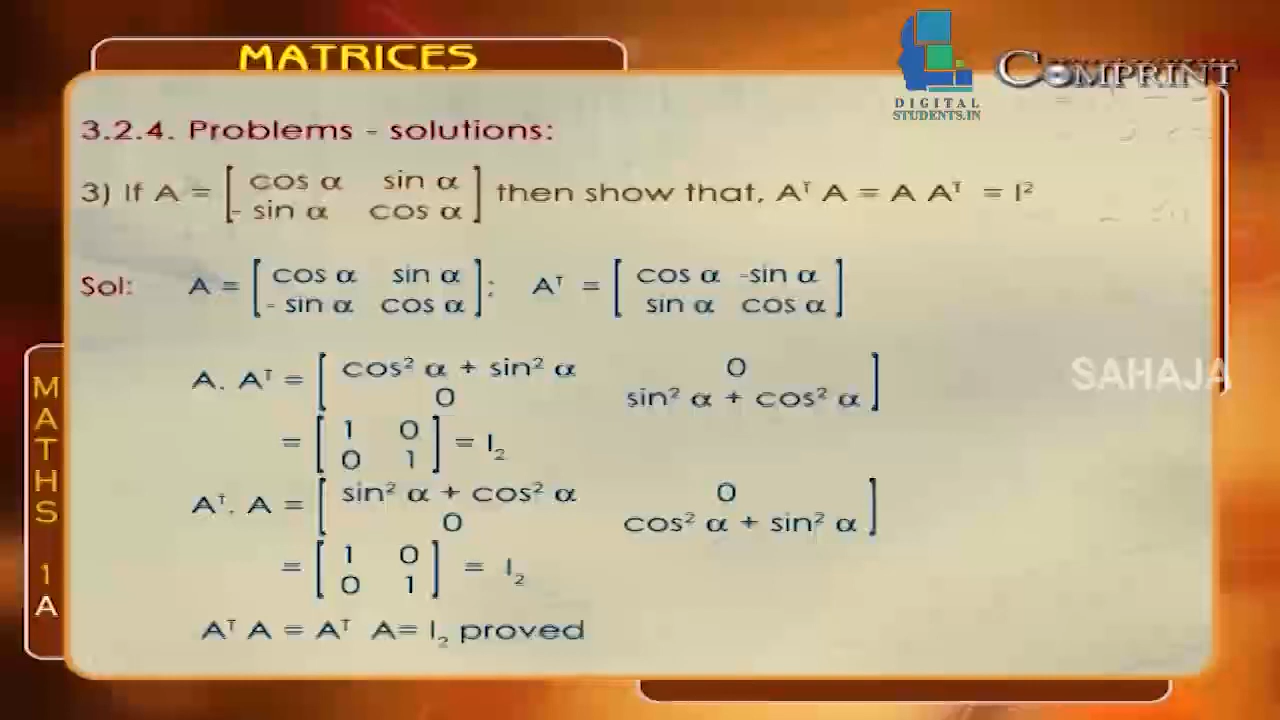 MATRICES
DIGITAL
STUDENTS.IN
COMPRINT
3.2.4. Problems - solutions:
3) If A = [ cos α sin α
- sin α cos α ] then show that, Aᵀ A = A Aᵀ = I²
Sol: A = [ cos α sin α
- sin α cos α ] ; Aᵀ = [ cos α -sin α
sin α cos α ]
A. Aᵀ = [ cos² α + sin² α 0
0 sin² α + cos² α ]
= [ 1 0
0 1 ] = I₂
Aᵀ. A = [ sin² α + cos² α 0
0 cos² α + sin² α ]
= [ 1 0
0 1 ] = I₂
Aᵀ A = Aᵀ A= I₂ proved
MATHS 1A
SAHAJA